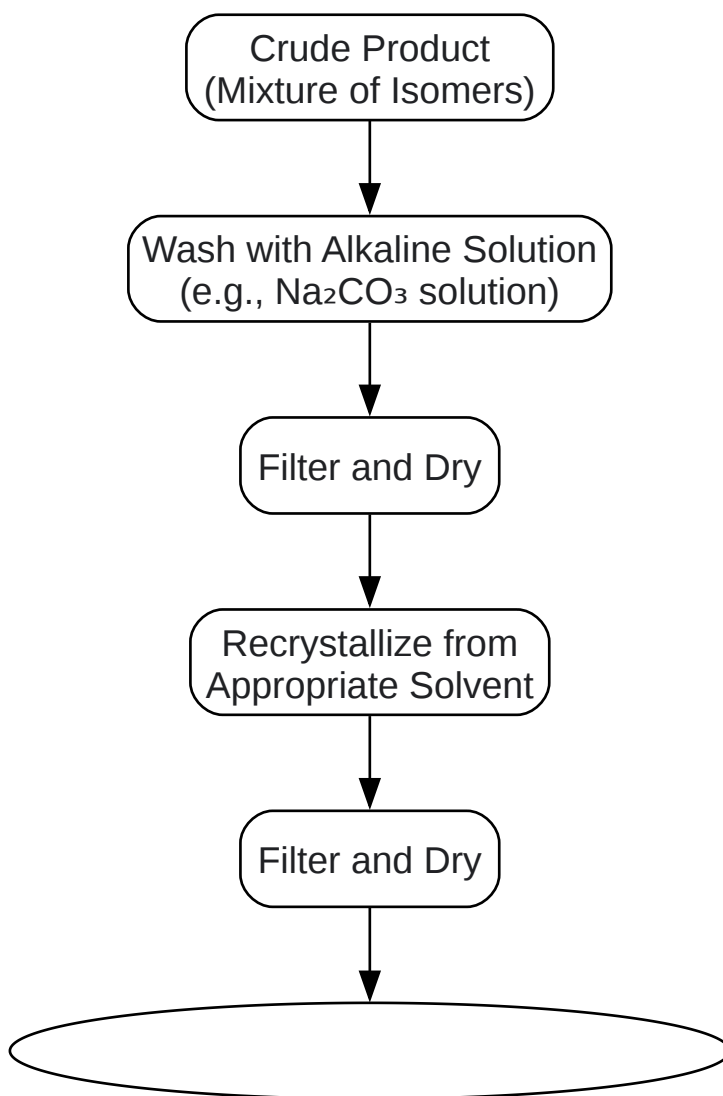 Crude Product
(Mixture of Isomers)
Wash with Alkaline Solution
(e.g., Na₂CO₃ solution)
Filter and Dry
Recrystallize from
Appropriate Solvent
Filter and Dry